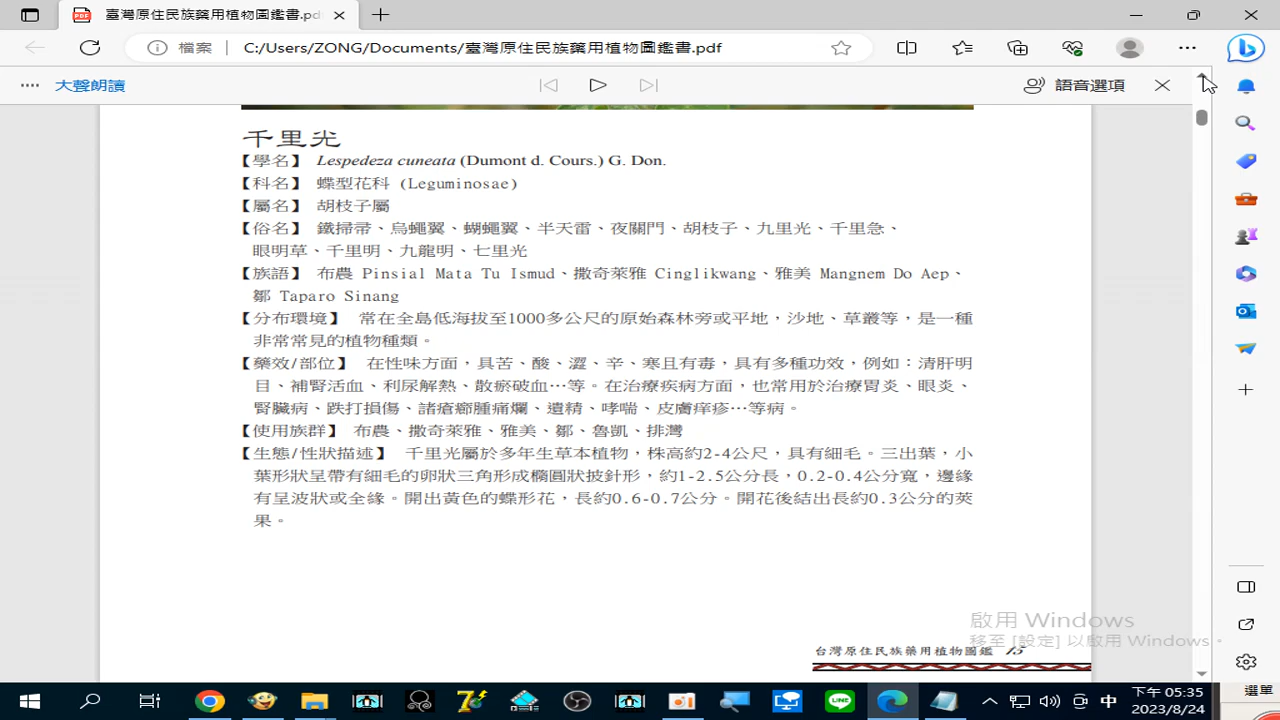 臺灣原住民族藥用植物圖鑑書.pd
檔案
C:/Users/ZONG/Documents/臺灣原住民族藥用植物圖鑑書.pdf
大聲朗讀
語音選項
千里光
【學名】 Lespedeza cuneata (Dumont d. Cours.) G. Don.
【科名】 蝶型花科 (Leguminosae)
【屬名】 胡枝子屬
【俗名】 鐵掃帚、烏蠅翼、蝴蠅翼、半天雷、夜關門、胡枝子、九里光、千里急、
眼明草、千里明、九龍明、七里光
【族語】 布農 Pinsial Mata Tu Ismud、撒奇萊雅 Cinglikwang、雅美 Mangnem Do Aep、
鄒 Taparo Sinang
【分布環境】 常在全島低海拔至1000多公尺的原始森林旁或平地，沙地、草叢等，是一種
非常常見的植物種類。
【藥效/部位】 在性味方面，具苦、酸、澀、辛、寒且有毒，具有多種功效，例如：清肝明
目、補腎活血、利尿解熱、散瘀破血…等。在治療疾病方面，也常用於治療胃炎、眼炎、
腎臟病、跌打損傷、諸瘡癤腫痛爛、遺精、哮喘、皮膚痒疹…等病。
【使用族群】 布農、撒奇萊雅、雅美、鄒、魯凱、排灣
【生態/性狀描述】 千里光屬於多年生草本植物，株高約2-4公尺，具有細毛。三出葉，小
葉形狀呈帶有細毛的卵狀三角形成橢圓狀披針形，約1-2.5公分長，0.2-0.4公分寬，邊緣
有呈波狀或全緣。開出黃色的蝶形花，長約0.6-0.7公分。開花後結出長約0.3公分的莢
果。
啟用 Windows
移至 [設定] 以啟用 Windows。
台灣原住民族藥用植物圖鑑 15
選單
中
下午 05:35
2023/8/24